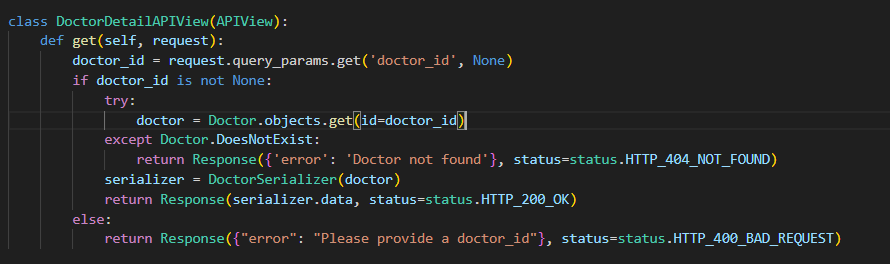 class DoctorDetailAPIView(APIView):
    def get(self, request):
        doctor_id = request.query_params.get('doctor_id', None)
        if doctor_id is not None:
            try:
                doctor = Doctor.objects.get(id=doctor_id)
            except Doctor.DoesNotExist:
                return Response({'error': 'Doctor not found'}, status=status.HTTP_404_NOT_FOUND)
            serializer = DoctorSerializer(doctor)
            return Response(serializer.data, status=status.HTTP_200_OK)
        else:
            return Response({"error": "Please provide a doctor_id"}, status=status.HTTP_400_BAD_REQUEST)